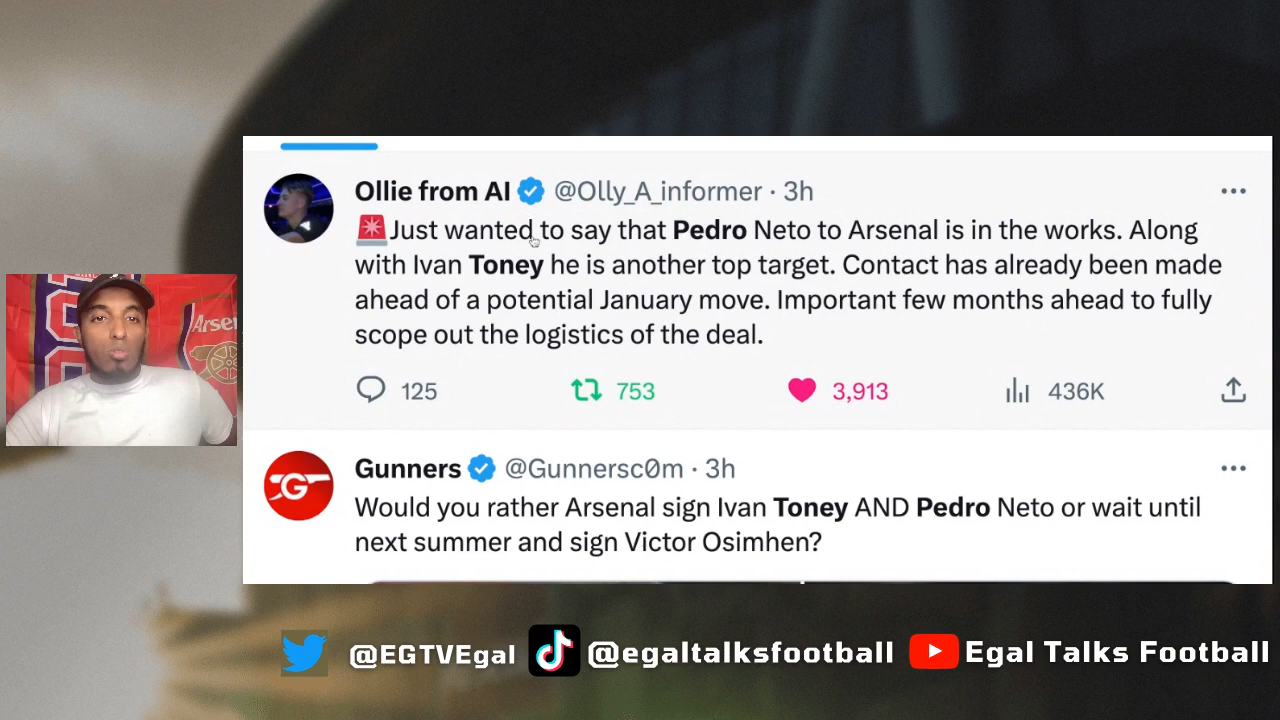 Ollie from AI @Olly_A_informer · 3h
🚨Just wanted to say that Pedro Neto to Arsenal is in the works. Along
with Ivan Toney he is another top target. Contact has already been made
ahead of a potential January move. Important few months ahead to fully
scope out the logistics of the deal.
125 753 3,913 436K
Gunners @Gunnersc0m · 3h
Would you rather Arsenal sign Ivan Toney AND Pedro Neto or wait until
next summer and sign Victor Osimhen?
Arsen
G
@EGTVEgal @egaltalksfootball Egal Talks Football